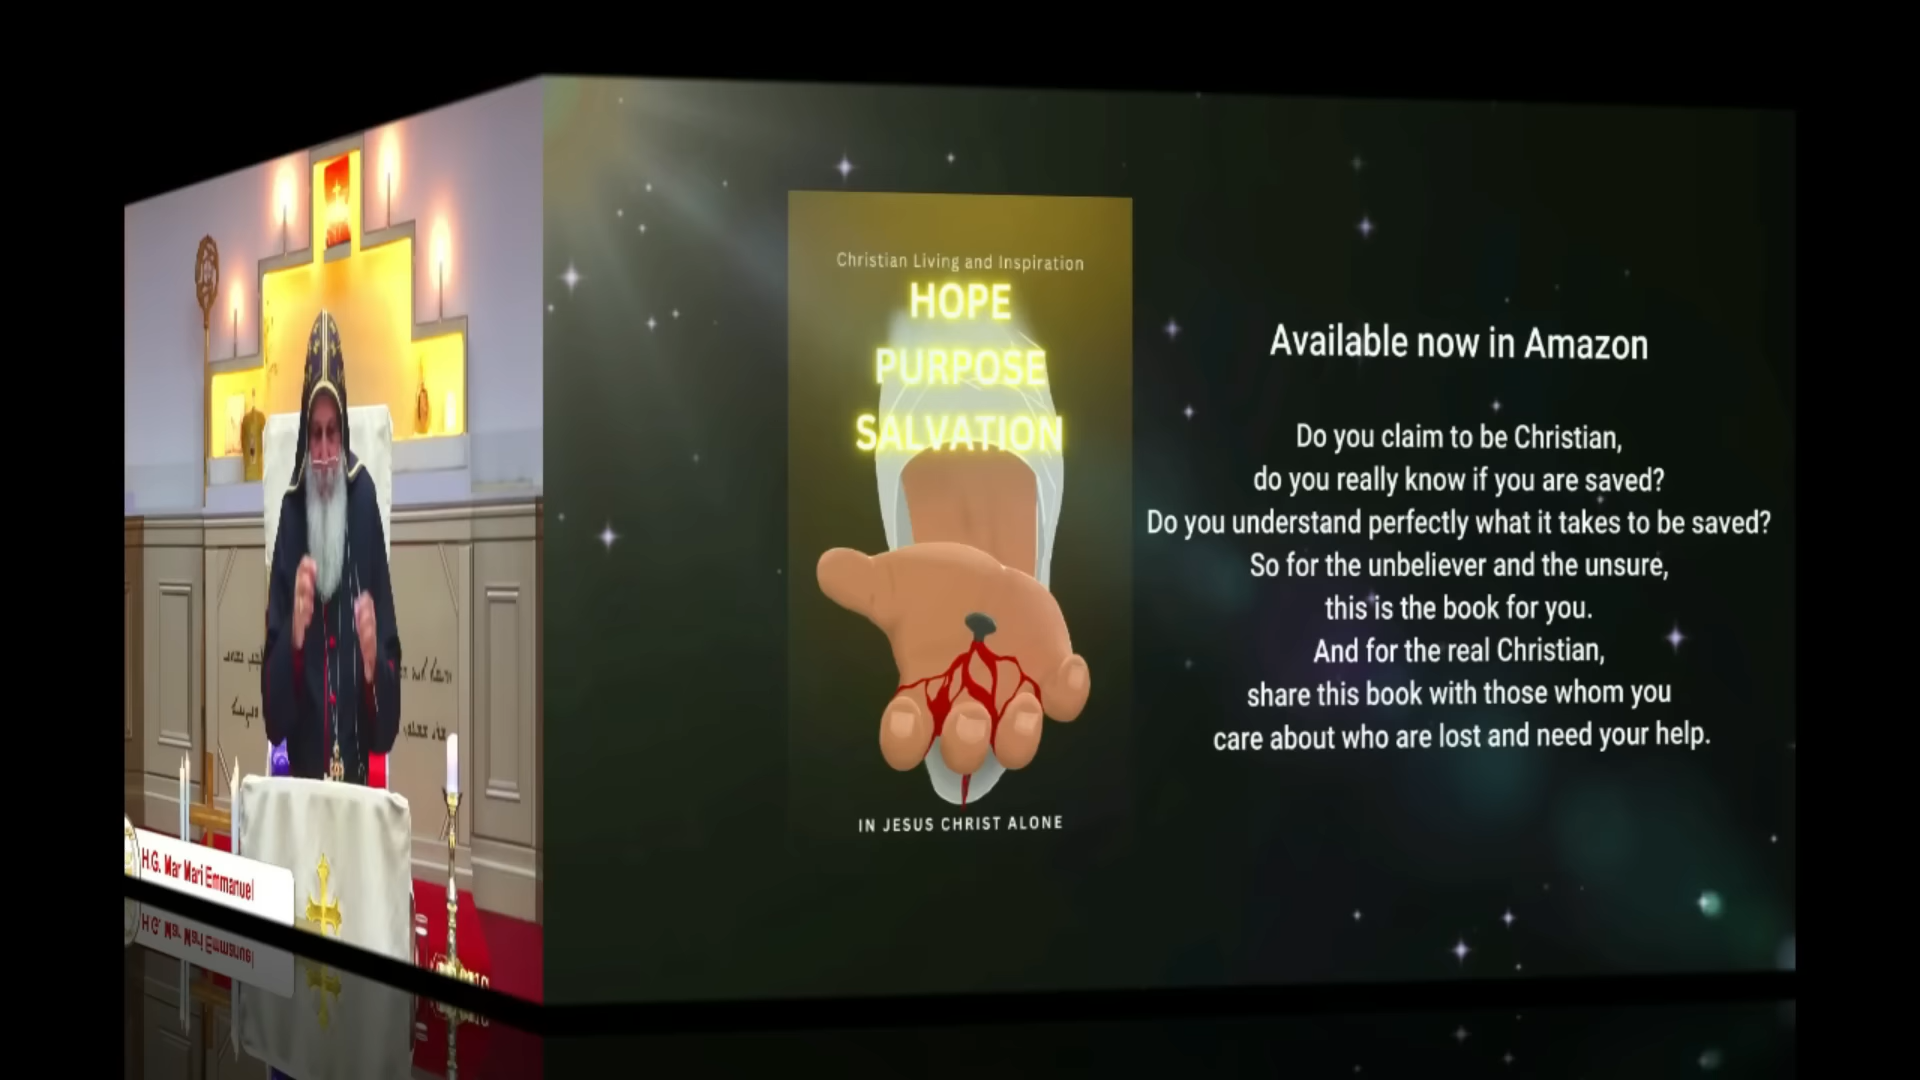 H.G. Mar Mari Emmanuel
Christian Living and Inspiration
HOPE
PURPOSE
SALVATION
IN JESUS CHRIST ALONE
Available now in Amazon
Do you claim to be Christian,
do you really know if you are saved?
Do you understand perfectly what it takes to be saved?
So for the unbeliever and the unsure,
this is the book for you.
And for the real Christian,
share this book with those whom you
care about who are lost and need your help.